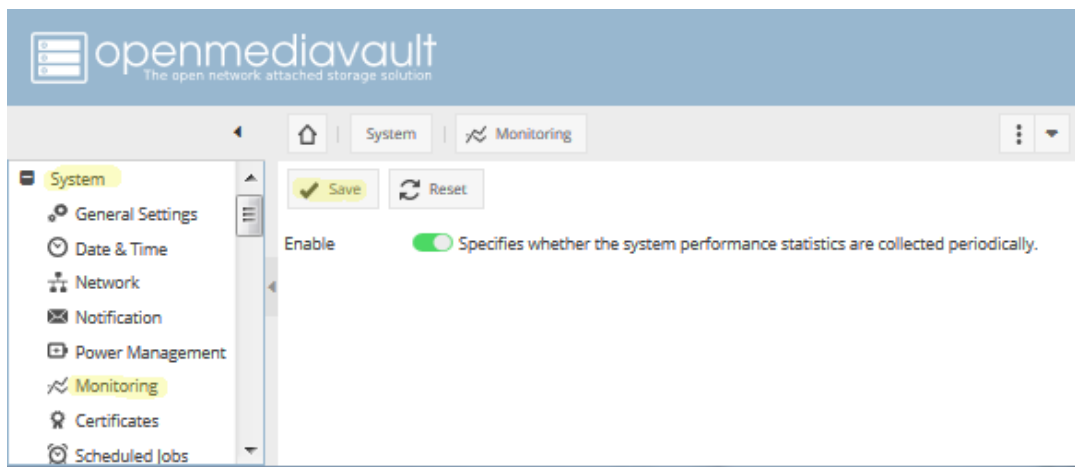 openmediavault
The open network attached storage solution
System
Monitoring
System
General Settings
Date & Time
Network
Notification
Power Management
Monitoring
Certificates
Scheduled Jobs
Save
Reset
Enable
Specifies whether the system performance statistics are collected periodically.